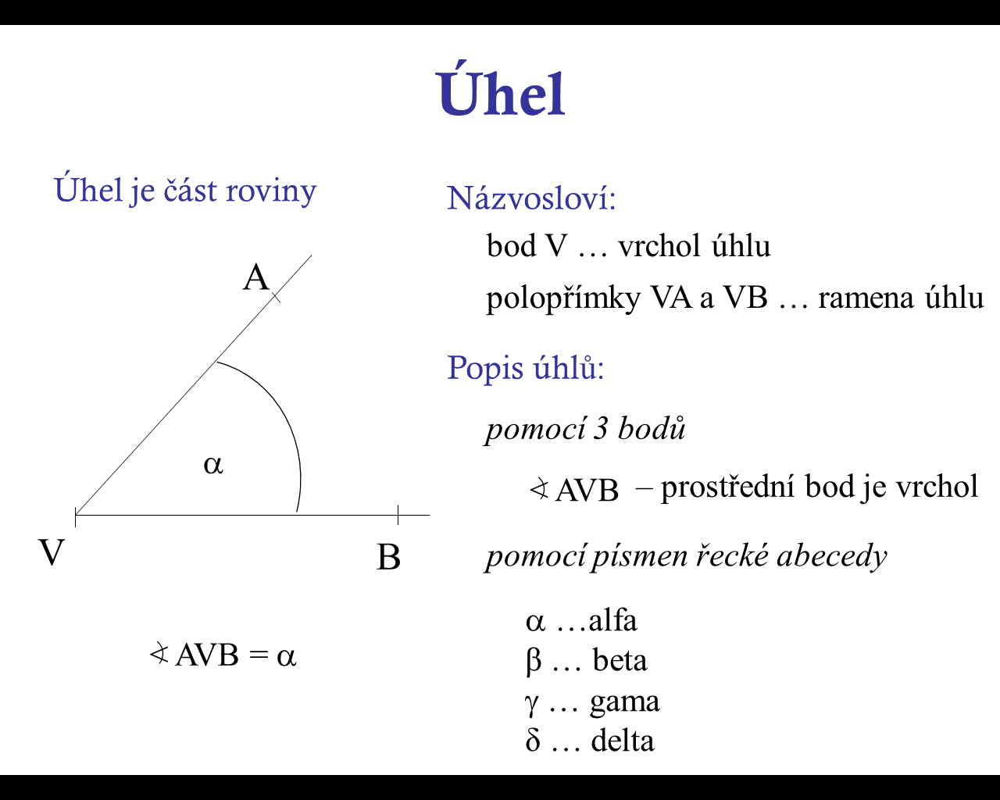 Úhel
Úhel je část roviny
A
α
V
B
∢ AVB = α
Názvosloví:
bod V … vrchol úhlu
polopřímky VA a VB … ramena úhlu
Popis úhlů:
pomocí 3 bodů
∢ AVB – prostřední bod je vrchol
pomocí písmen řecké abecedy
α …alfa
β … beta
γ … gama
δ … delta